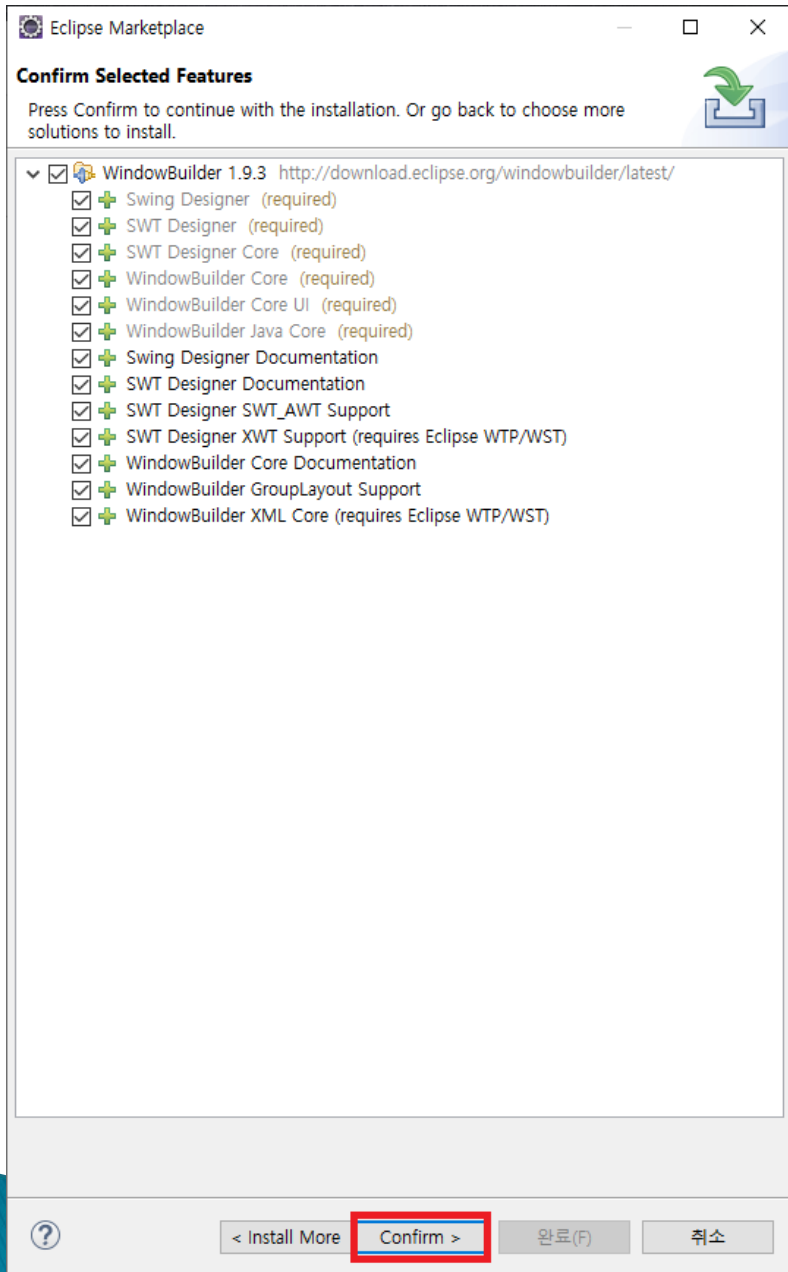 Eclipse Marketplace
Confirm Selected Features
Press Confirm to continue with the installation. Or go back to choose more
solutions to install.
WindowBuilder 1.9.3 http://download.eclipse.org/windowbuilder/latest/
Swing Designer (required)
SWT Designer (required)
SWT Designer Core (required)
WindowBuilder Core (required)
WindowBuilder Core UI (required)
WindowBuilder Java Core (required)
Swing Designer Documentation
SWT Designer Documentation
SWT Designer SWT_AWT Support
SWT Designer XWT Support (requires Eclipse WTP/WST)
WindowBuilder Core Documentation
WindowBuilder GroupLayout Support
WindowBuilder XML Core (requires Eclipse WTP/WST)
? < Install More Confirm > 완료(F) 취소